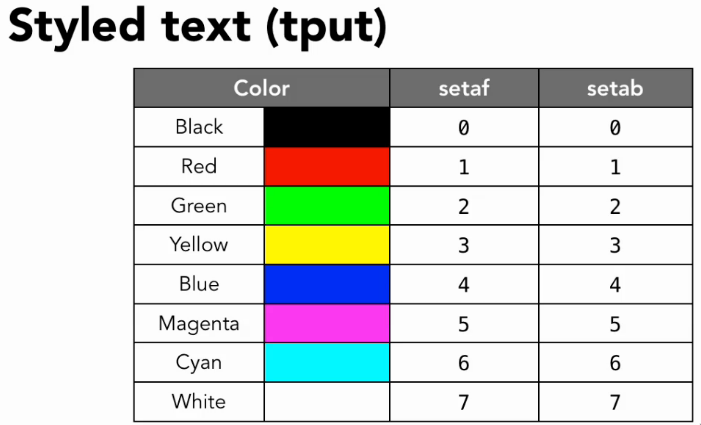 Styled text (tput)
Color setaf setab
Black 0 0
Red 1 1
Green 2 2
Yellow 3 3
Blue 4 4
Magenta 5 5
Cyan 6 6
White 7 7